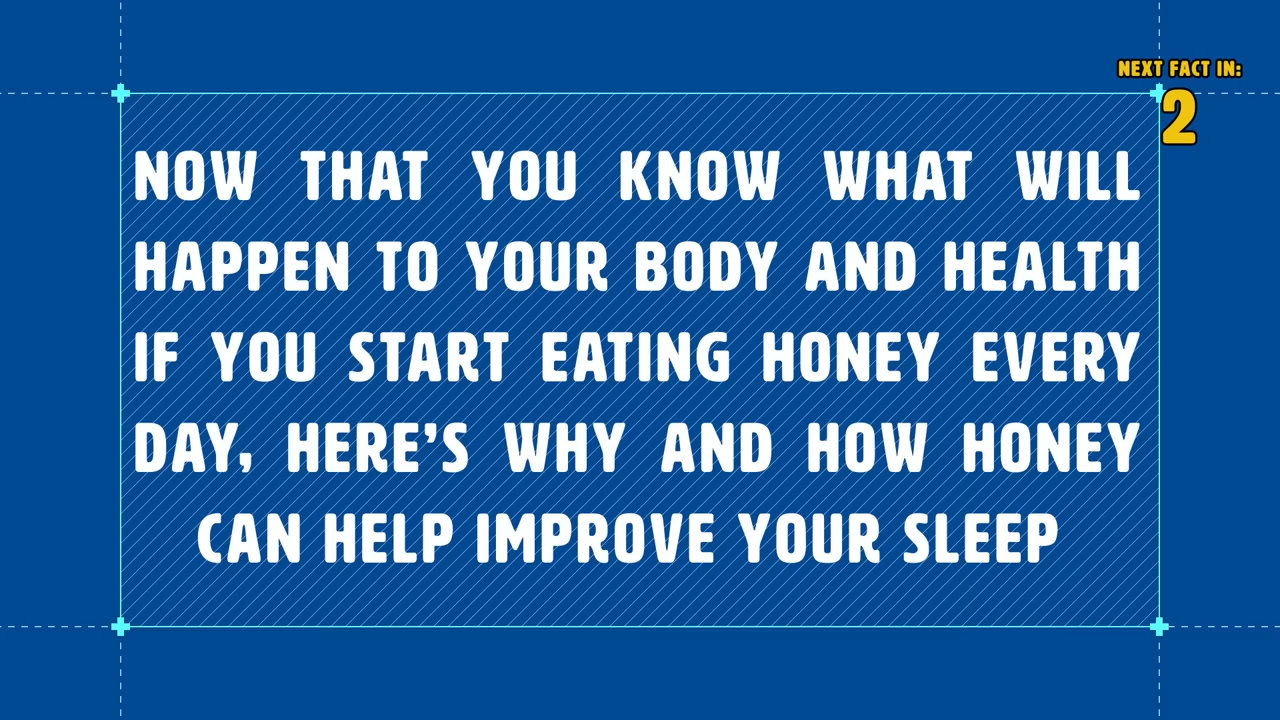 NEXT FACT IN:
2
NOW THAT YOU KNOW WHAT WILL
HAPPEN TO YOUR BODY AND HEALTH
IF YOU START EATING HONEY EVERY
DAY, HERE’S WHY AND HOW HONEY
CAN HELP IMPROVE YOUR SLEEP